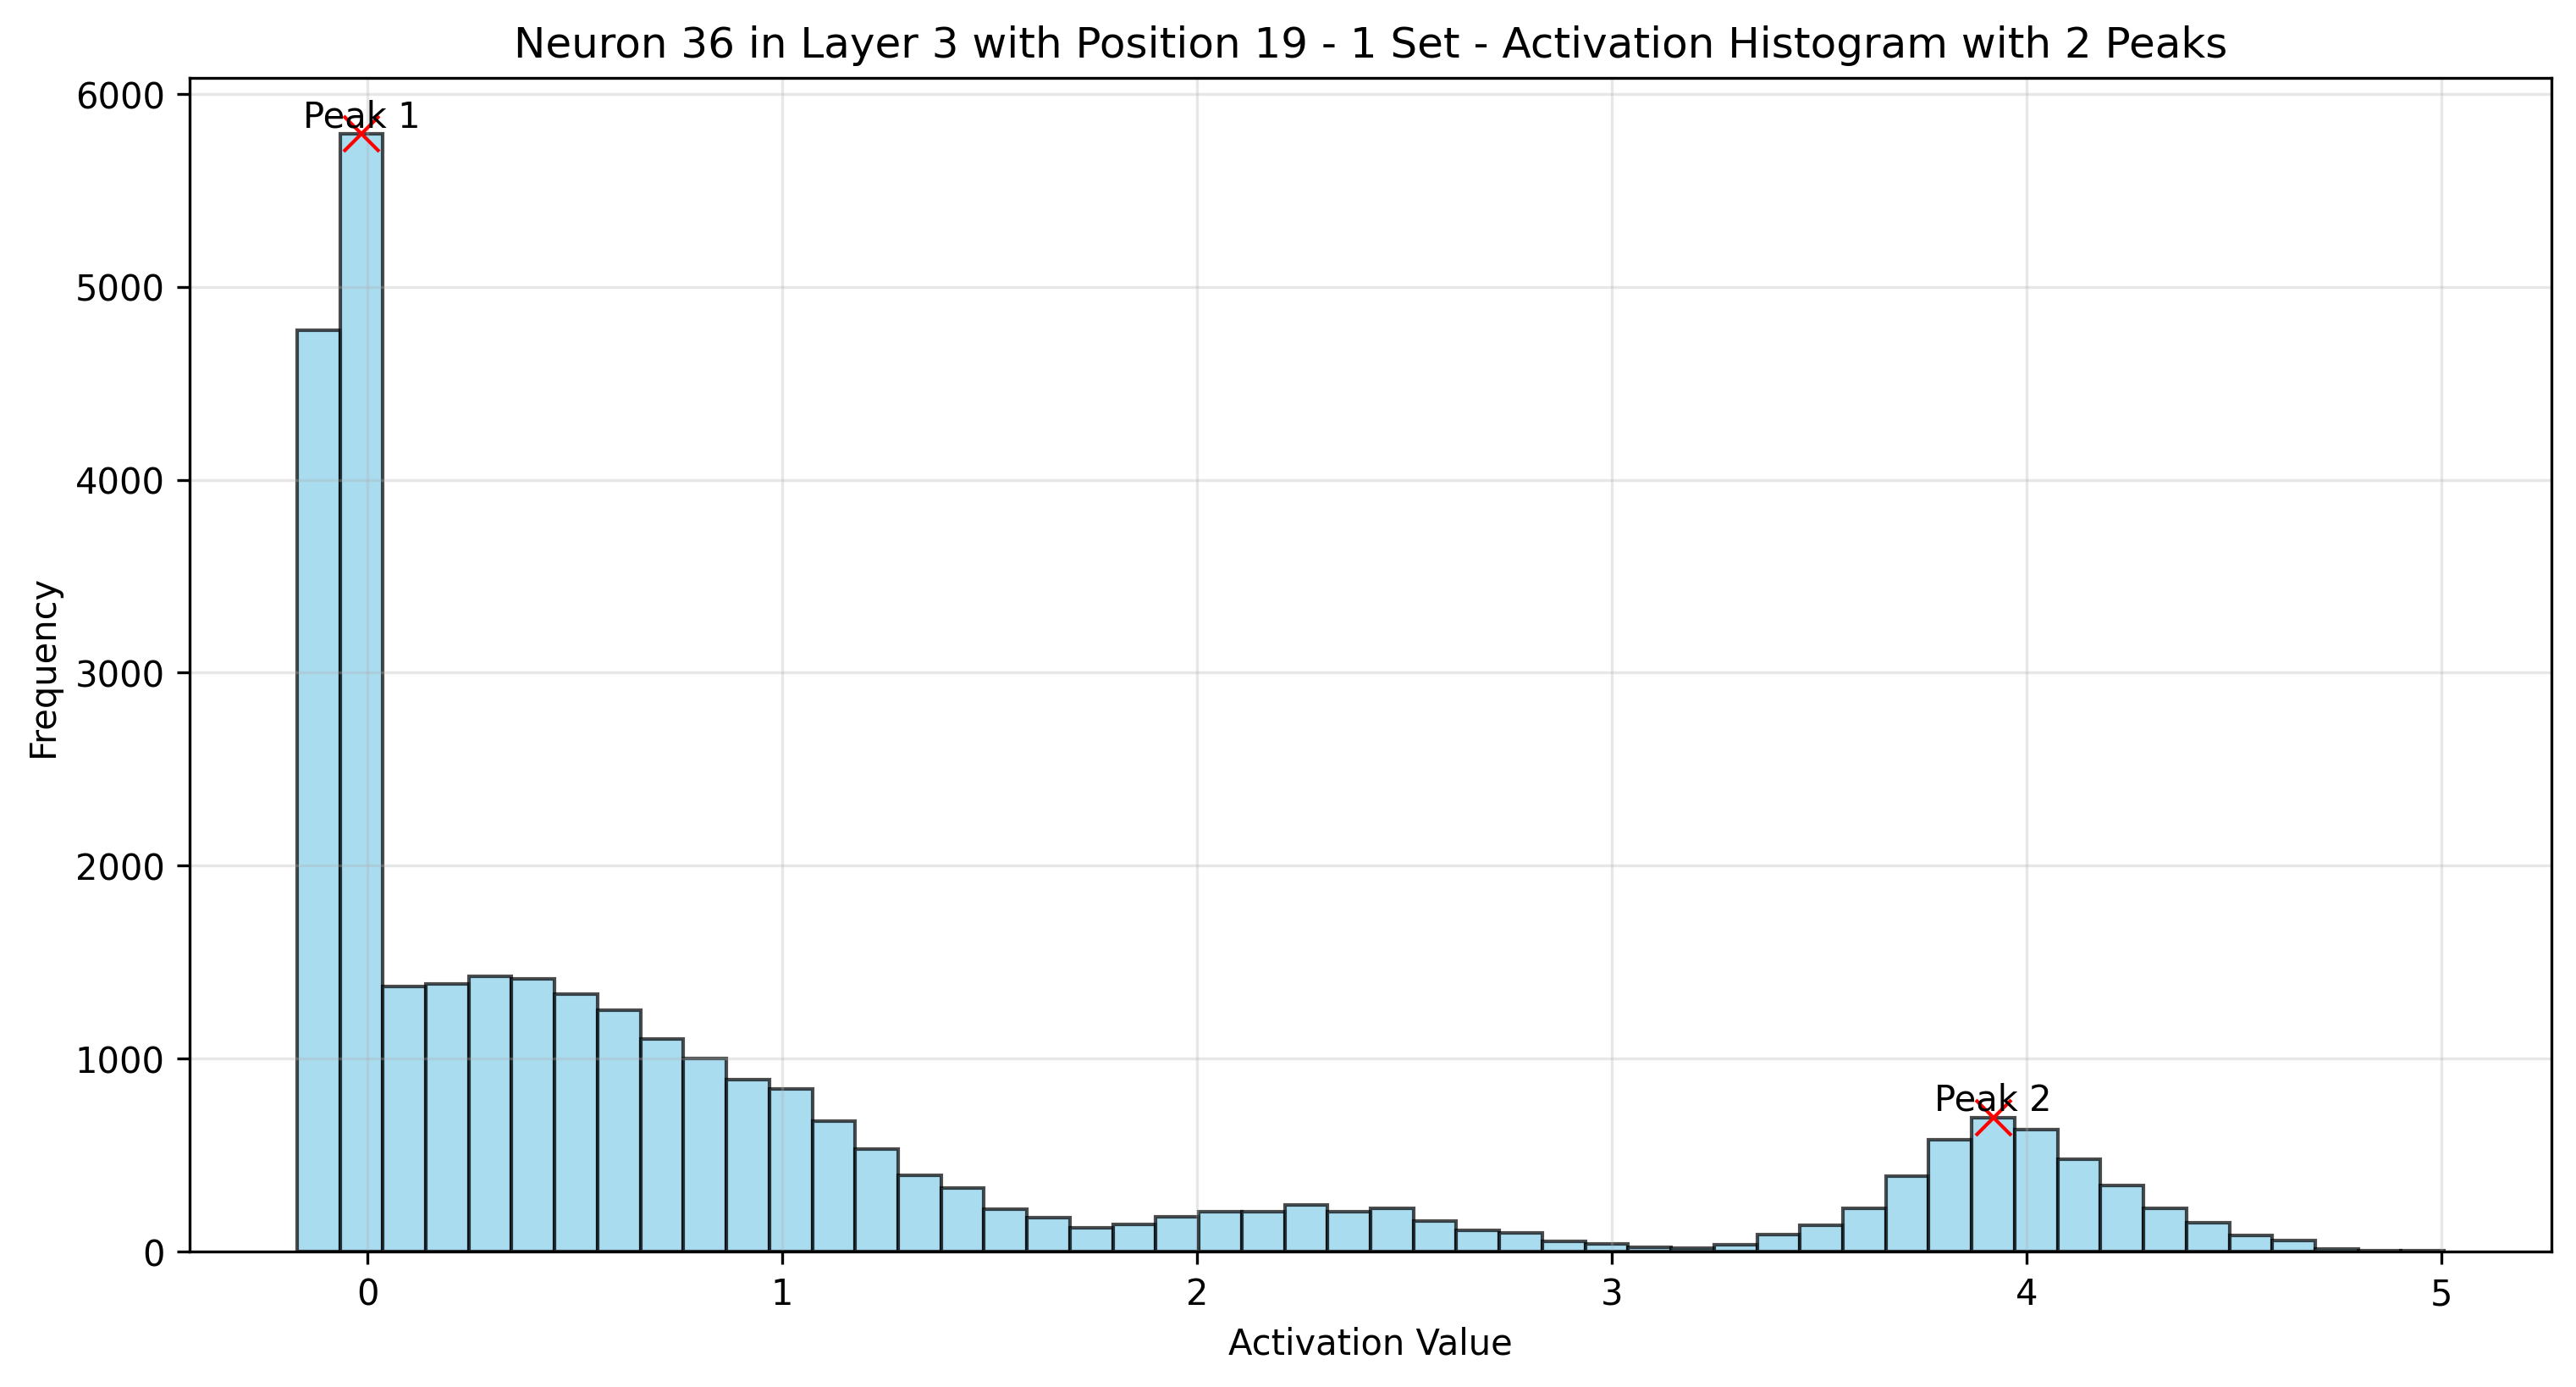 Neuron 36 in Layer 3 with Position 19 - 1 Set - Activation Histogram with 2 Peaks
6000
5000
4000
3000
2000
1000
0
Frequency
Peak 1
Peak 2
0 1 2 3 4 5
Activation Value